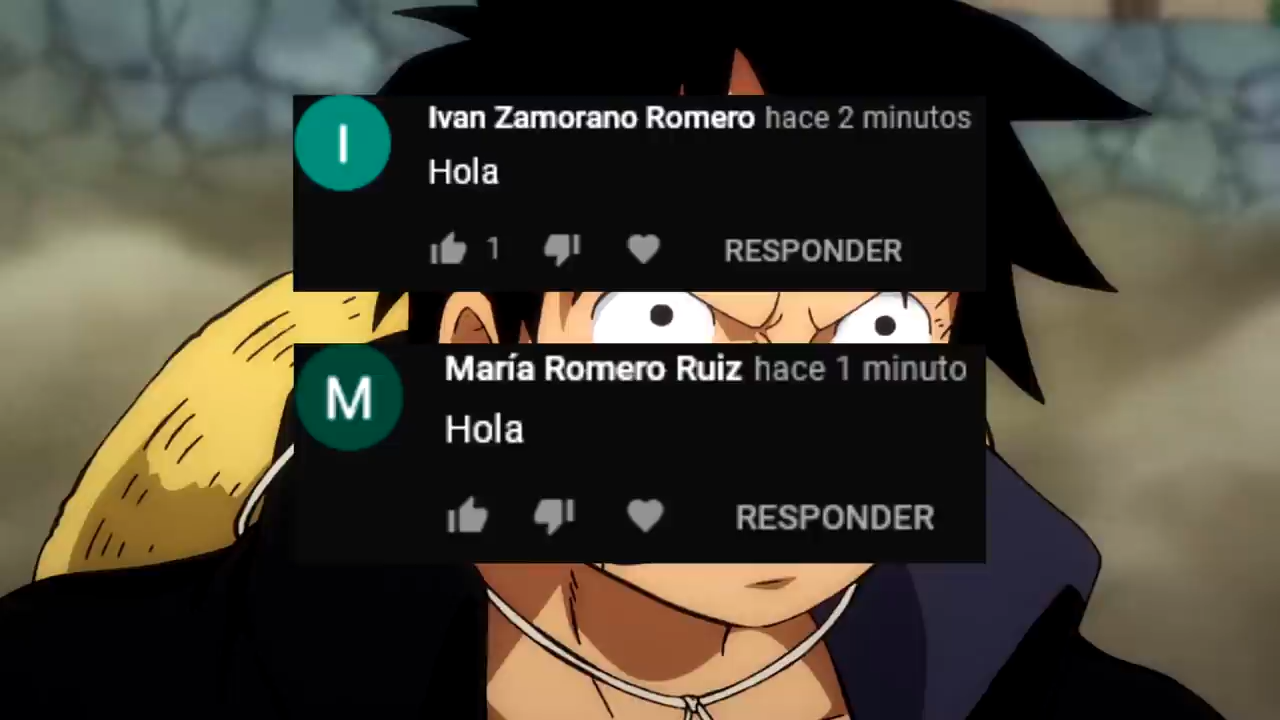 I
Ivan Zamorano Romero hace 2 minutos
Hola
1
RESPONDER
M
María Romero Ruiz hace 1 minuto
Hola
RESPONDER